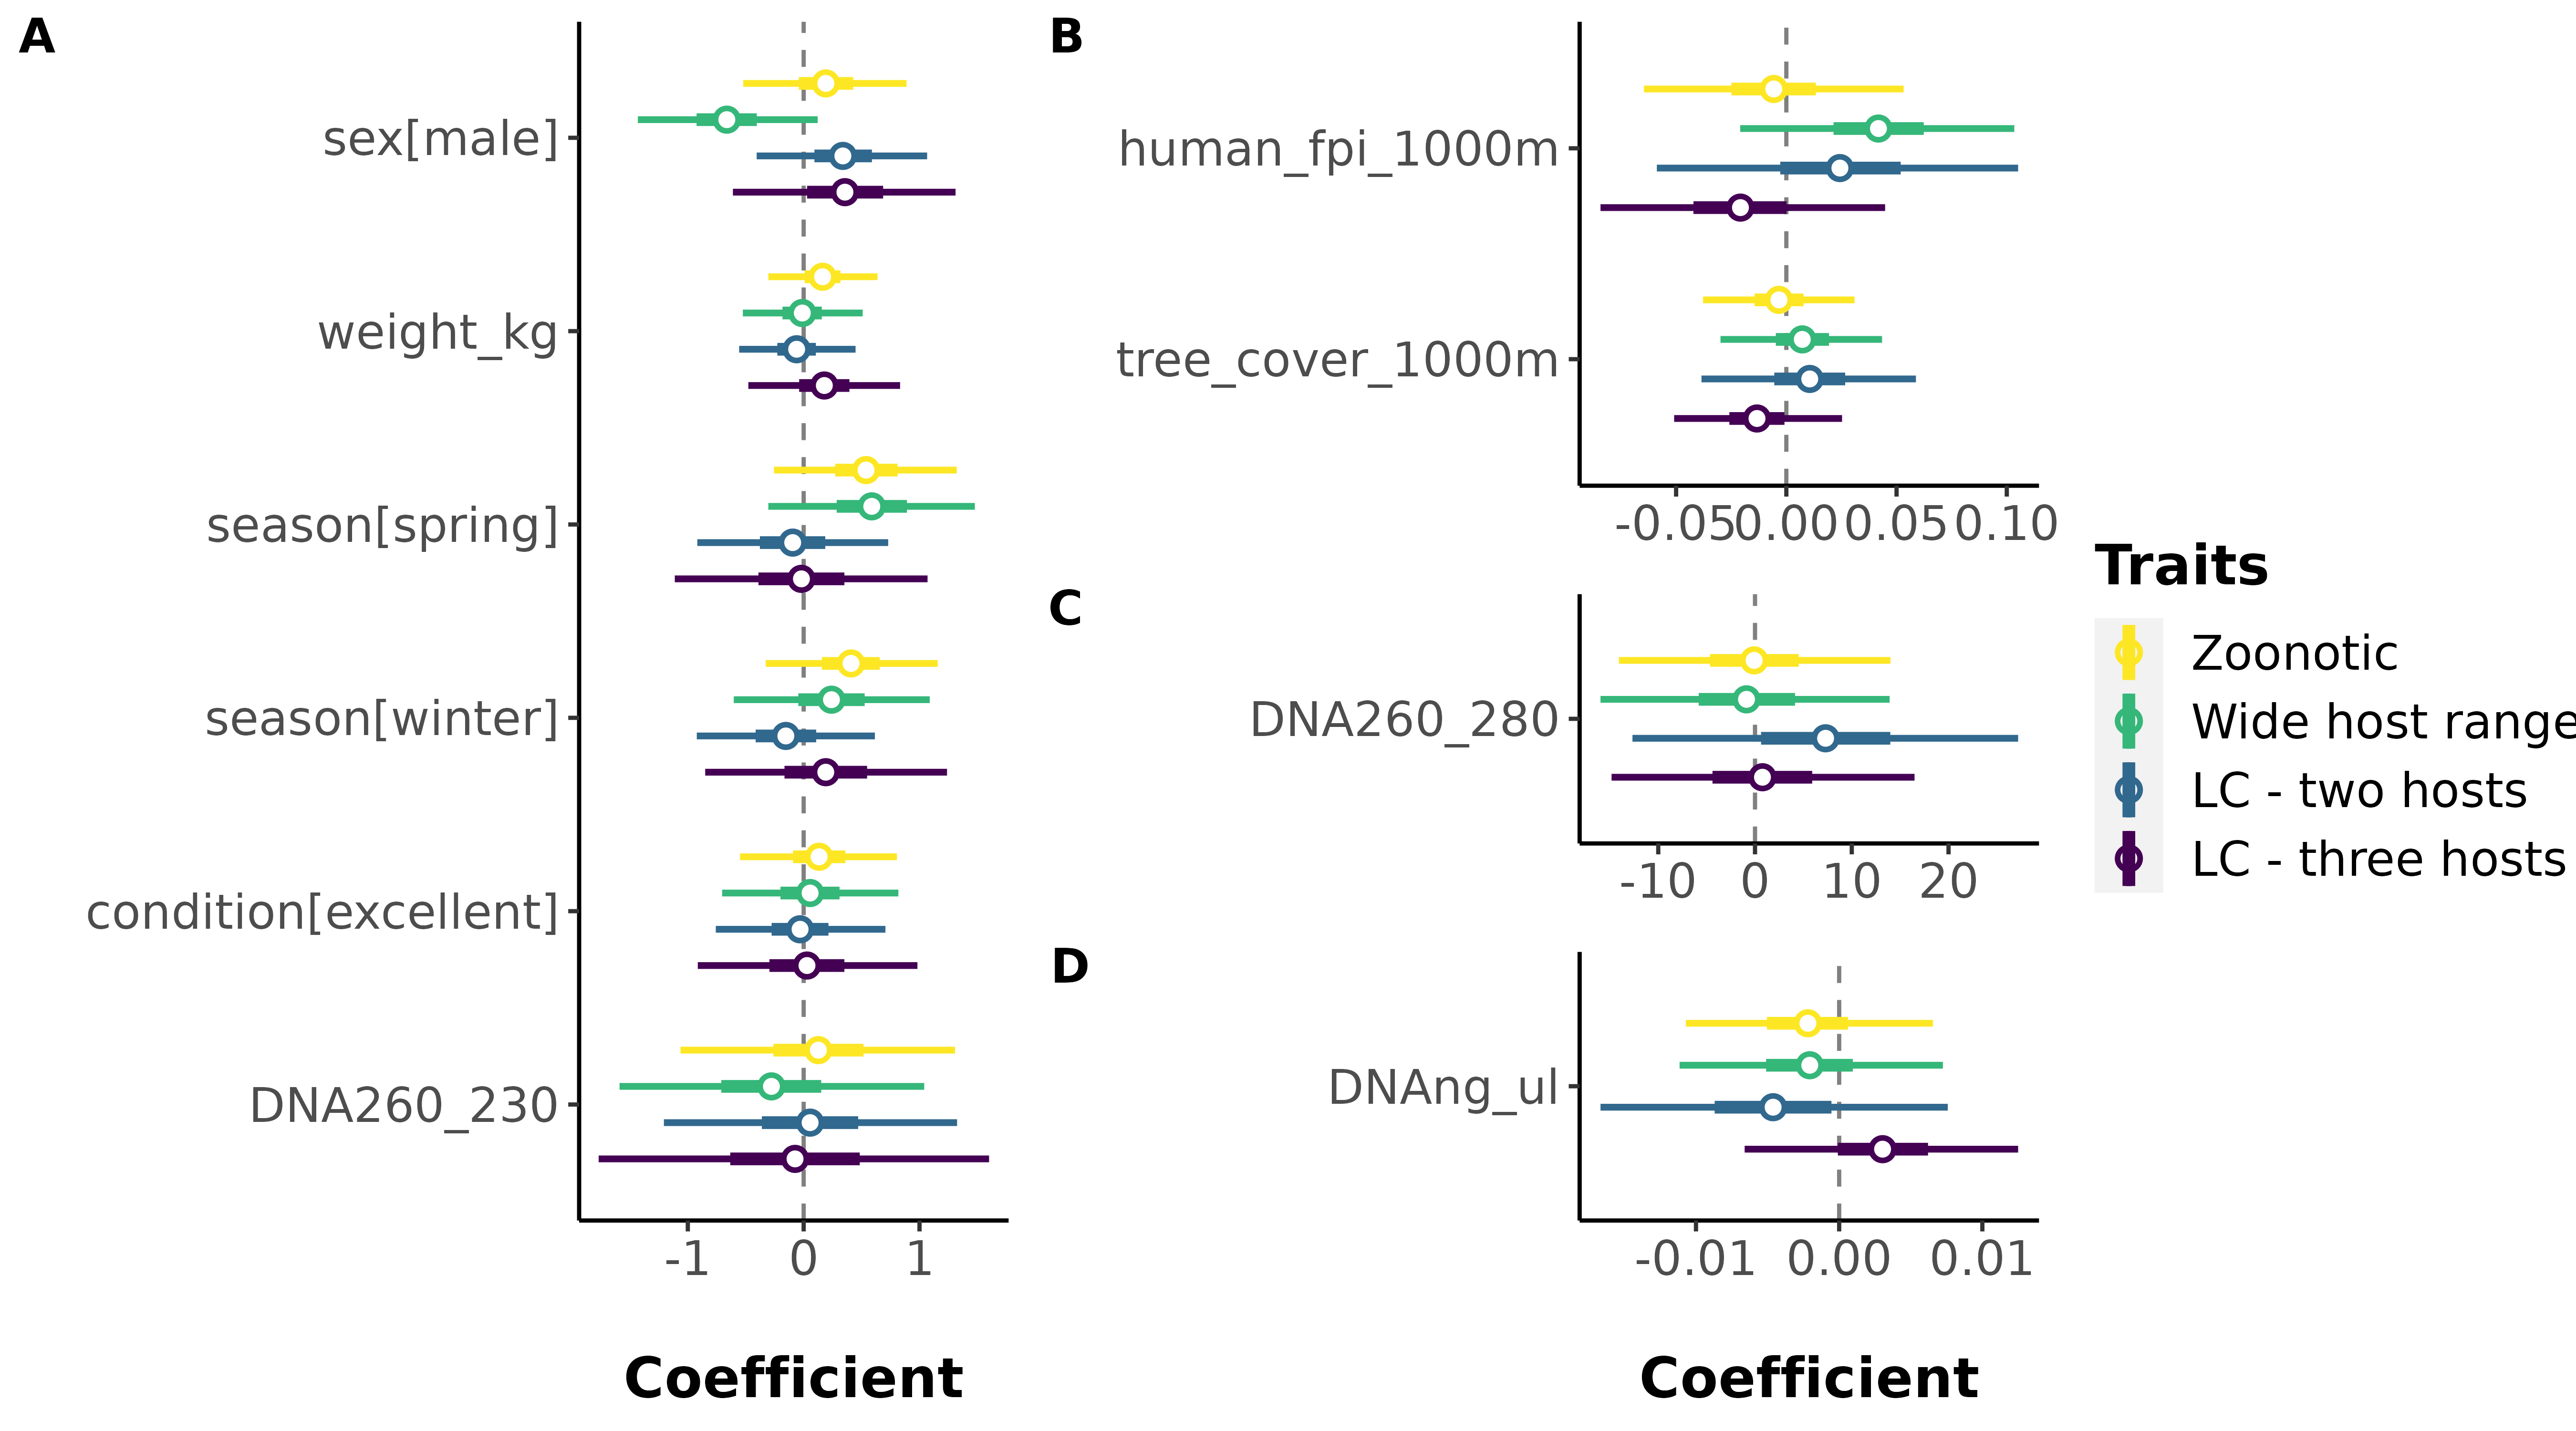 A
sex[male]
weight_kg
season[spring]
season[winter]
condition[excellent]
DNA260_230
-1 0 1
Coefficient
B
human_fpi_1000m
tree_cover_1000m
-0.05 0.00 0.05 0.10
C
DNA260_280
-10 0 10 20
D
DNAng_ul
-0.01 0.00 0.01
Coefficient
Traits
Zoonotic
Wide host range
LC - two hosts
LC - three hosts